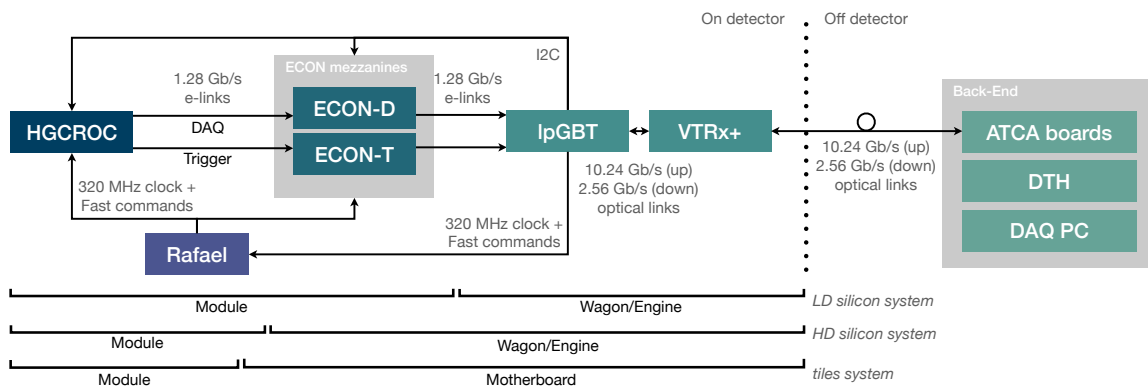 On detector
Off detector
I2C
ECON mezzanines
1.28 Gb/s
e-links
1.28 Gb/s
e-links
Back-End
HGCROC
DAQ
Trigger
ECON-D
ECON-T
lpGBT
VTRx+
ATCA boards
DTH
DAQ PC
10.24 Gb/s (up)
2.56 Gb/s (down)
optical links
10.24 Gb/s (up)
2.56 Gb/s (down)
optical links
320 MHz clock +
Fast commands
320 MHz clock +
Fast commands
Rafael
Module
Wagon/Engine
LD silicon system
Module
Wagon/Engine
HD silicon system
Module
Motherboard
tiles system